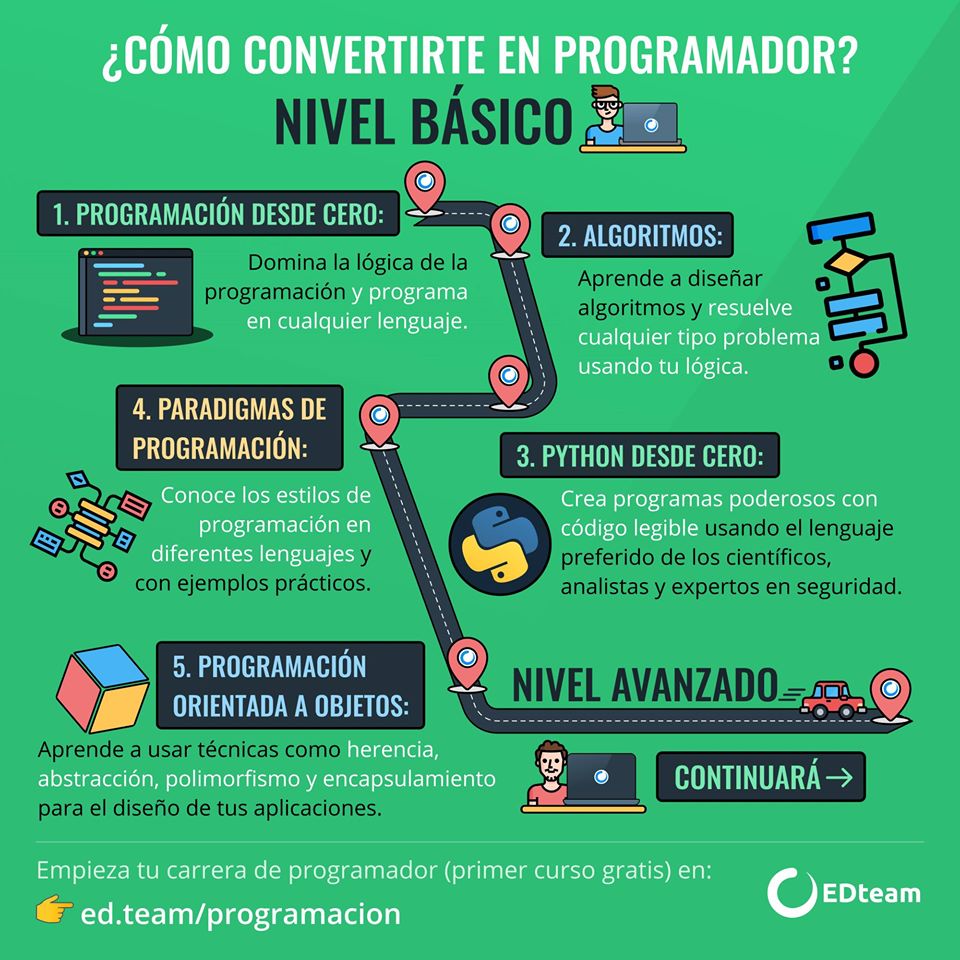 ¿CÓMO CONVERTIRTE EN PROGRAMADOR?
NIVEL BÁSICO
1. PROGRAMACIÓN DESDE CERO:
Domina la lógica de la
programación y programa
en cualquier lenguaje.
2. ALGORITMOS:
Aprende a diseñar
algoritmos y resuelve
cualquier tipo problema
usando tu lógica.
3. PYTHON DESDE CERO:
Crea programas poderosos con
código legible usando el lenguaje
preferido de los científicos,
analistas y expertos en seguridad.
4. PARADIGMAS DE
PROGRAMACIÓN:
Conoce los estilos de
programación en
diferentes lenguajes y
con ejemplos prácticos.
5. PROGRAMACIÓN
ORIENTADA A OBJETOS:
Aprende a usar técnicas como herencia,
abstracción, polimorfismo y encapsulamiento
para el diseño de tus aplicaciones.
NIVEL AVANZADO
CONTINUARÁ →
Empieza tu carrera de programador (primer curso gratis) en:
ed.team/programacion
EDteam